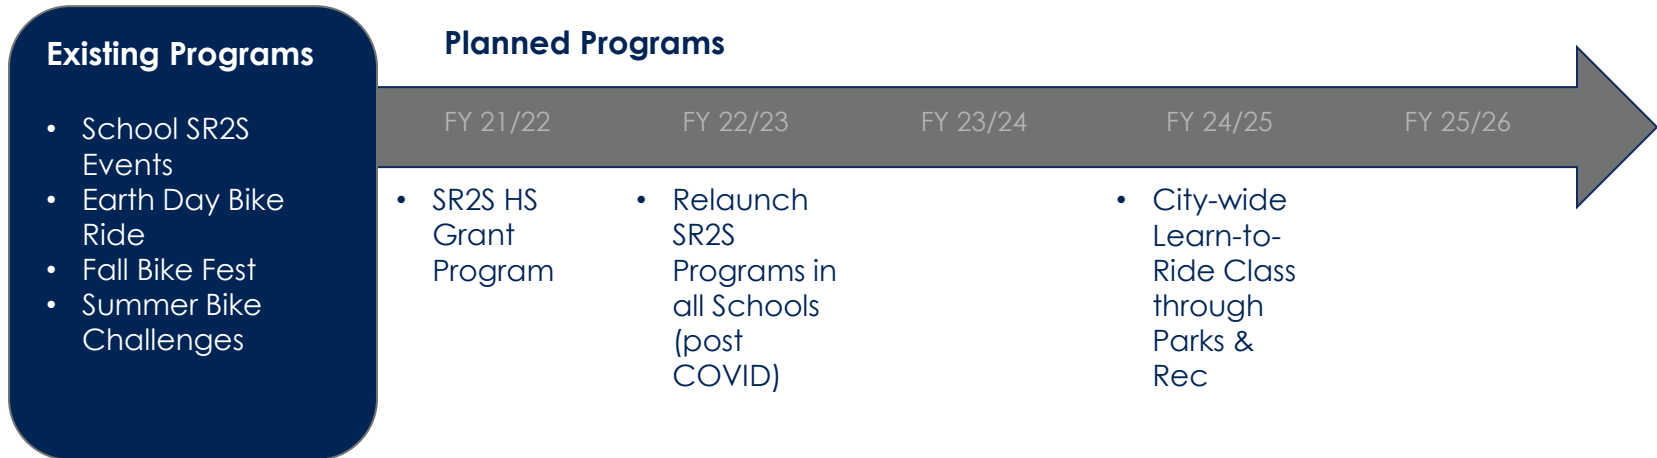 Existing Programs
• School SR2S
Events
• Earth Day Bike
Ride
• Fall Bike Fest
• Summer Bike
Challenges
Planned Programs
FY 21/22 FY 22/23 FY 23/24 FY 24/25 FY 25/26
• SR2S HS
Grant
Program
• Relaunch
SR2S
Programs in
all Schools
(post
COVID)
• City-wide
Learn-to-
Ride Class
through
Parks &
Rec